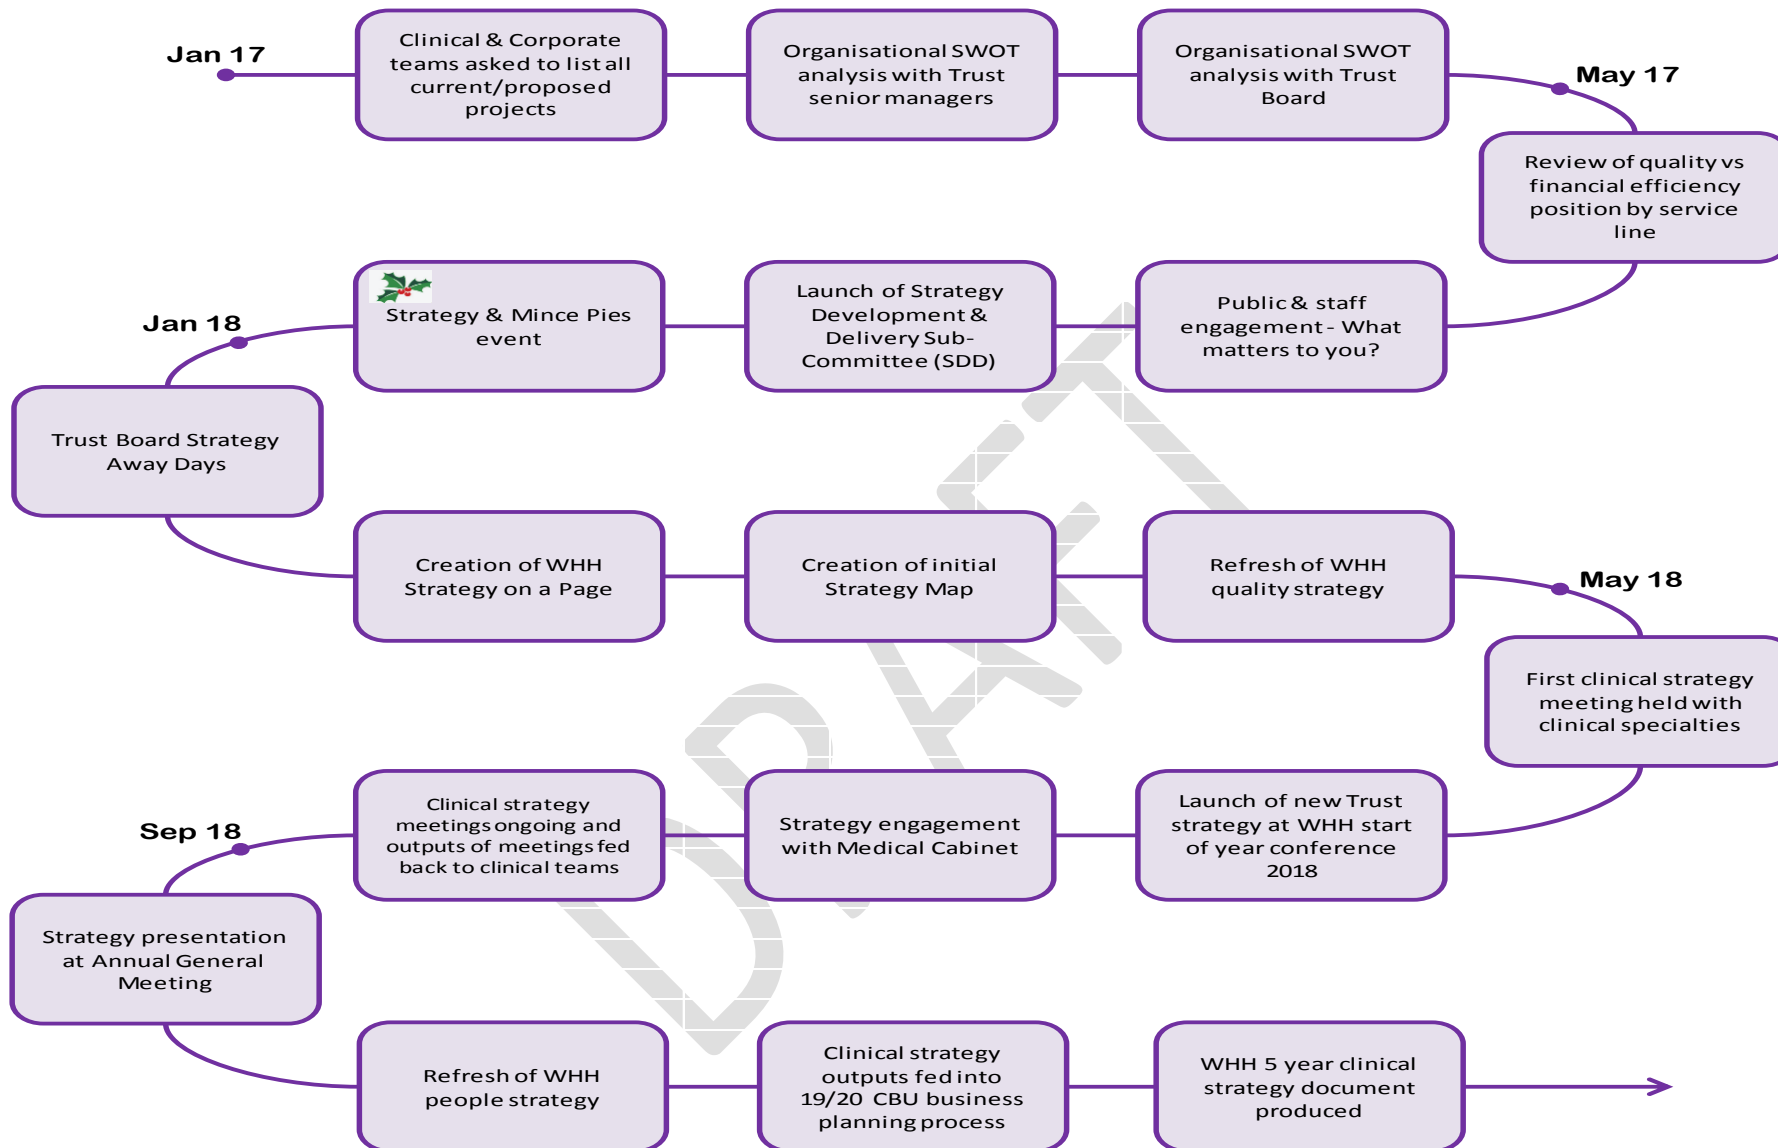 Jan 17
Clinical & Corporate
teams asked to list all
current/proposed
projects
Organisational SWOT
analysis with Trust
senior managers
Organisational SWOT
analysis with Trust
Board
May 17
Review of quality vs
financial efficiency
position by service
line
Public & staff
engagement - What
matters to you?
Launch of Strategy
Development &
Delivery Sub-
Committee (SDD)
Strategy & Mince Pies
event
Jan 18
Trust Board Strategy
Away Days
Creation of WHH
Strategy on a Page
Creation of initial
Strategy Map
Refresh of WHH
quality strategy
May 18
First clinical strategy
meeting held with
clinical specialties
Launch of new Trust
strategy at WHH start
of year conference
2018
Strategy engagement
with Medical Cabinet
Clinical strategy
meetings ongoing and
outputs of meetings fed
back to clinical teams
Sep 18
Strategy presentation
at Annual General
Meeting
Refresh of WHH
people strategy
Clinical strategy
outputs fed into
19/20 CBU business
planning process
WHH 5 year clinical
strategy document
produced
DRAFT